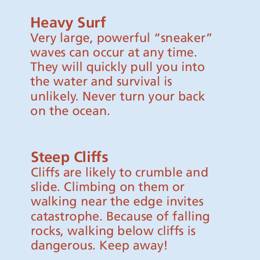 Heavy Surf
Very large, powerful “sneaker”
waves can occur at any time.
They will quickly pull you into
the water and survival is
unlikely. Never turn your back
on the ocean.
Steep Cliffs
Cliffs are likely to crumble and
slide. Climbing on them or
walking near the edge invites
catastrophe. Because of falling
rocks, walking below cliffs is
dangerous. Keep away!